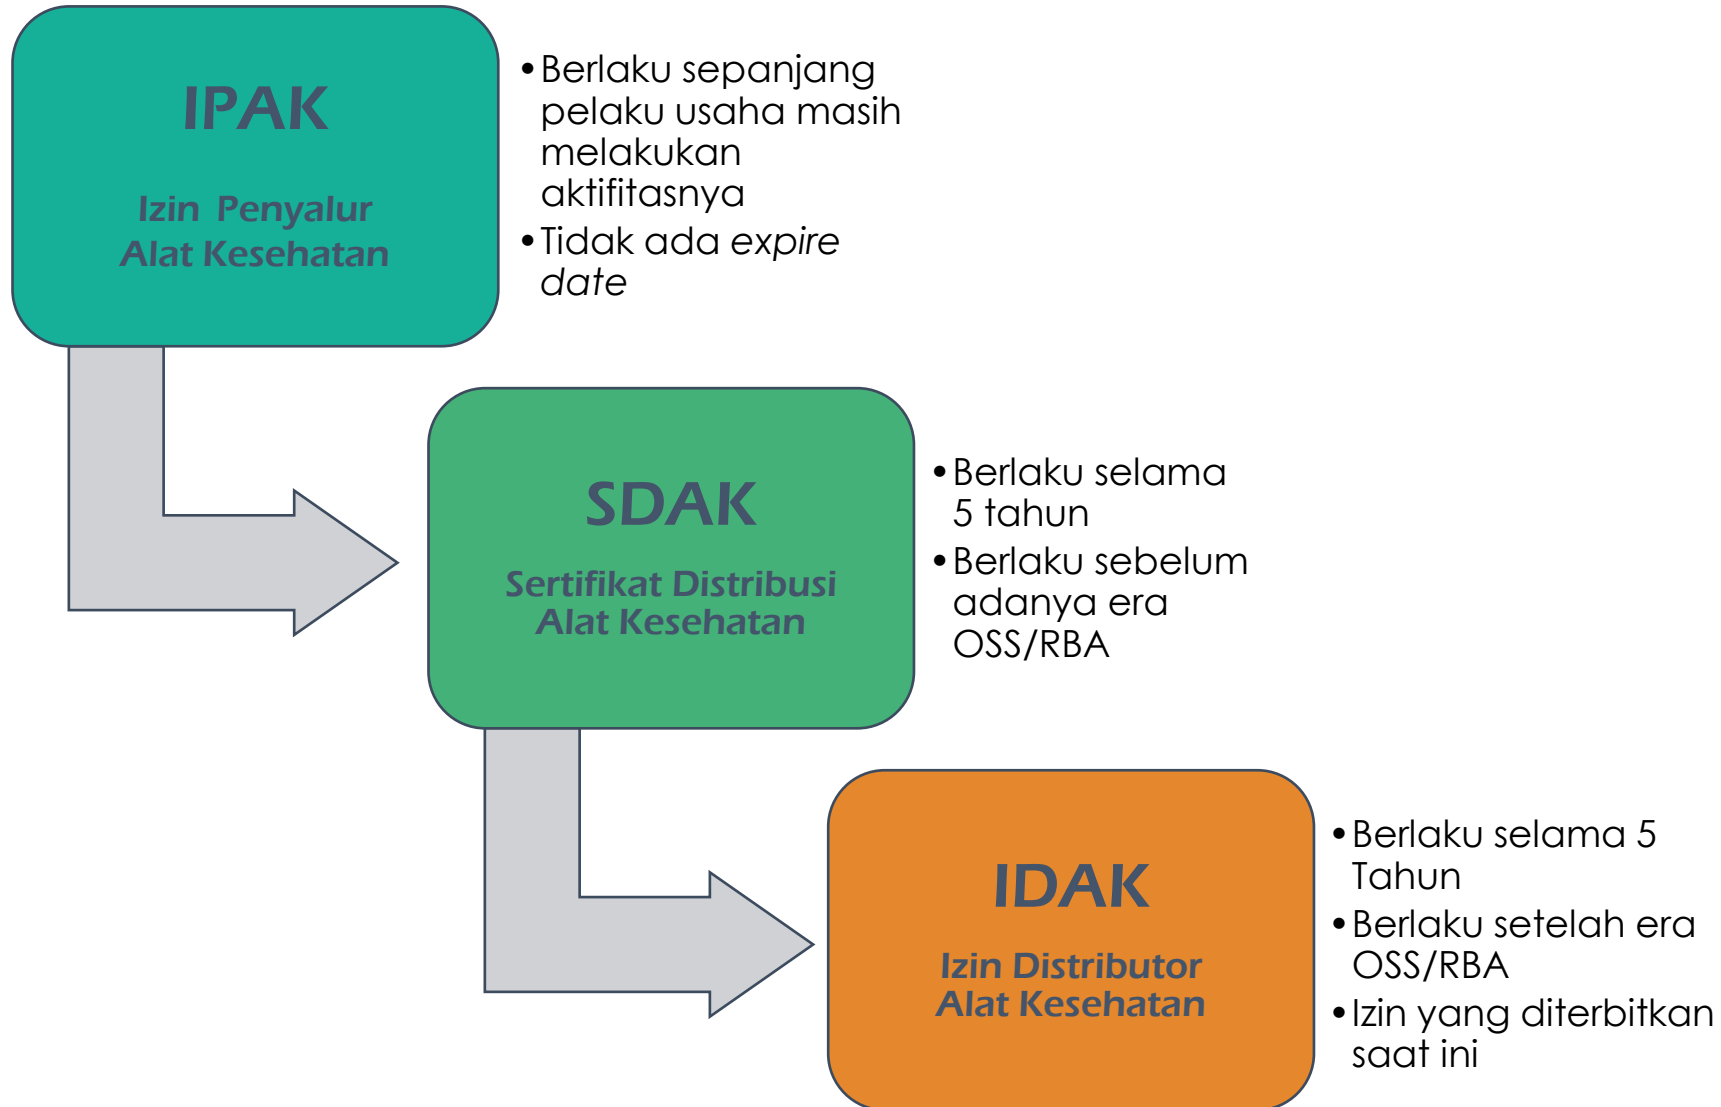 IPAK
Izin Penyalur
Alat Kesehatan
•Berlaku sepanjang
pelaku usaha masih
melakukan
aktifitasnya
•Tidak ada expire
date
SDAK
Sertifikat Distribusi
Alat Kesehatan
•Berlaku selama
5 tahun
•Berlaku sebelum
adanya era
OSS/RBA
IDAK
Izin Distributor
Alat Kesehatan
•Berlaku selama 5
Tahun
•Berlaku setelah era
OSS/RBA
•Izin yang diterbitkan
saat ini